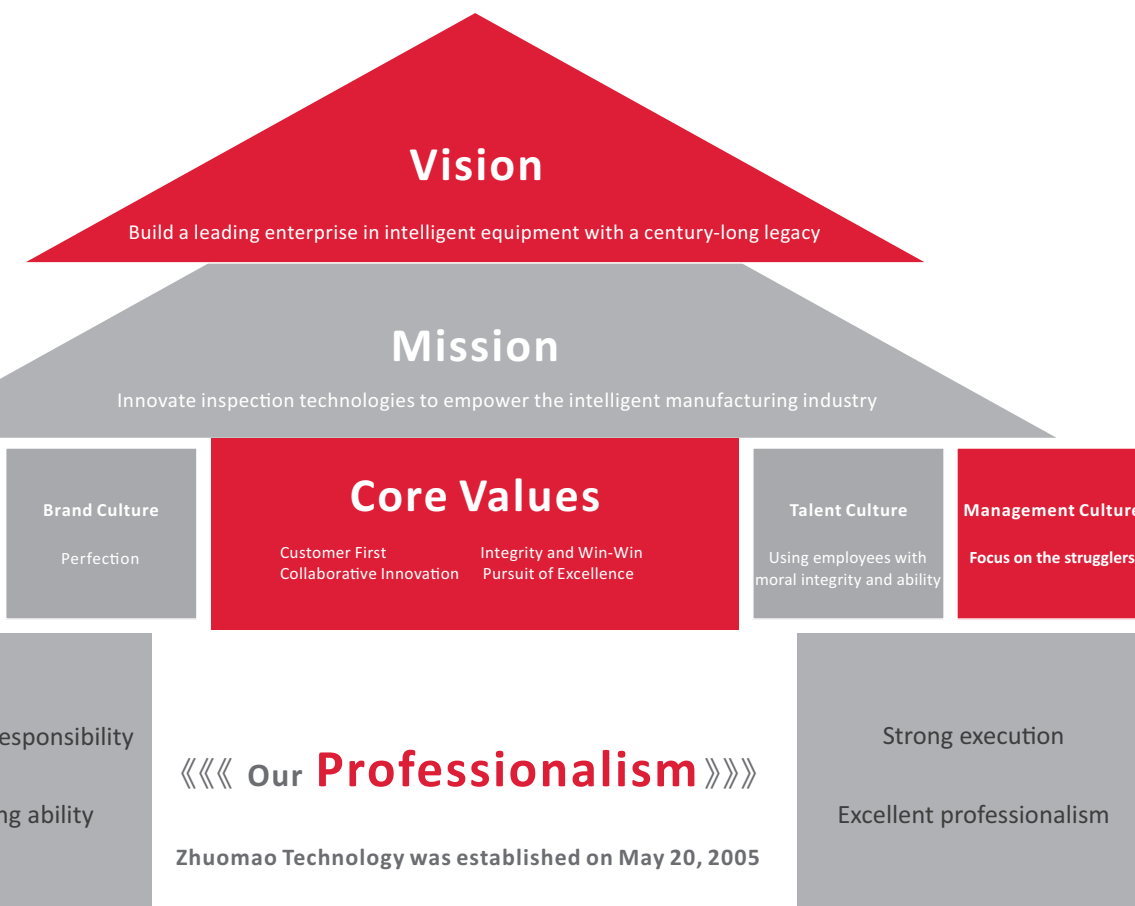 Vision
Build a leading enterprise in intelligent equipment with a century-long legacy
Mission
Innovate inspection technologies to empower the intelligent manufacturing industry
Brand Culture
Perfection
Core Values
Customer First Integrity and Win-Win
Collaborative Innovation Pursuit of Excellence
Talent Culture
Using employees with
moral integrity and ability
Management Culture
Focus on the strugglers
esponsibility
ng ability
《《《 Our Professionalism 》》》
Zhuomao Technology was established on May 20, 2005
Strong execution
Excellent professionalism